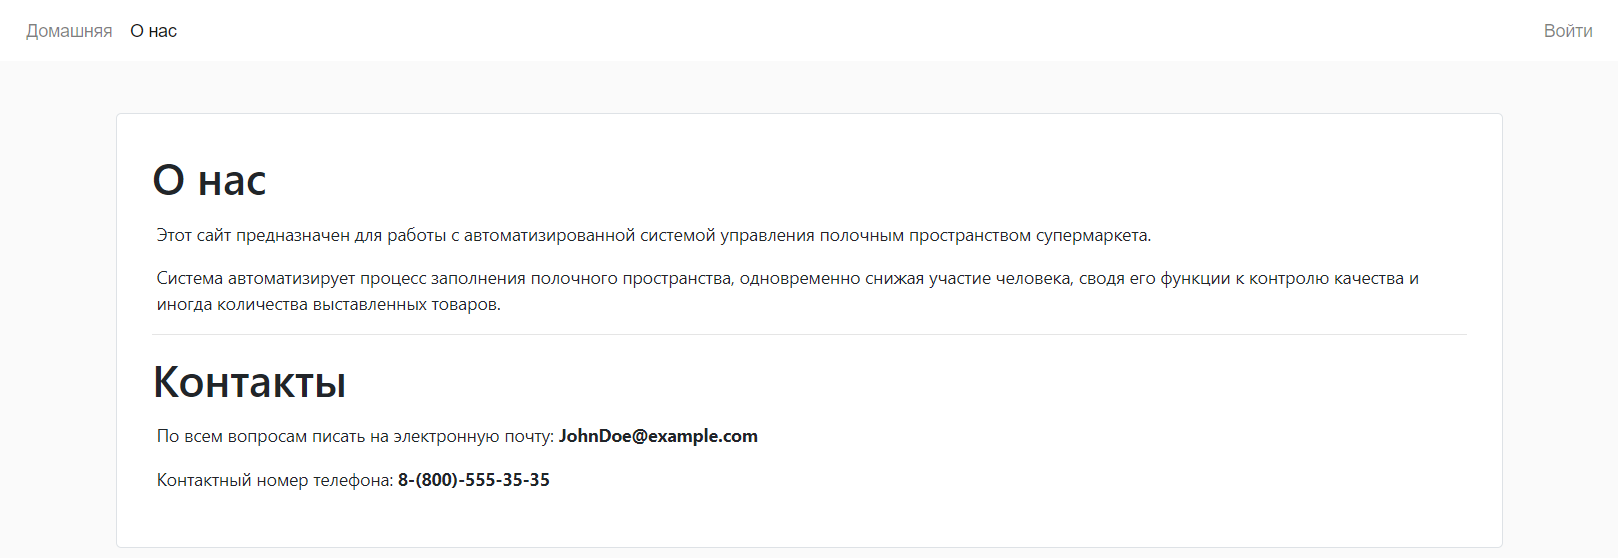 Домашняя О нас Войти
О нас
Этот сайт предназначен для работы с автоматизированной системой управления полочным пространством супермаркета.
Система автоматизирует процесс заполнения полочного пространства, одновременно снижая участие человека, сводя его функции к контролю качества и
иногда количества выставленных товаров.
Контакты
По всем вопросам писать на электронную почту: JohnDoe@example.com
Контактный номер телефона: 8-(800)-555-35-35